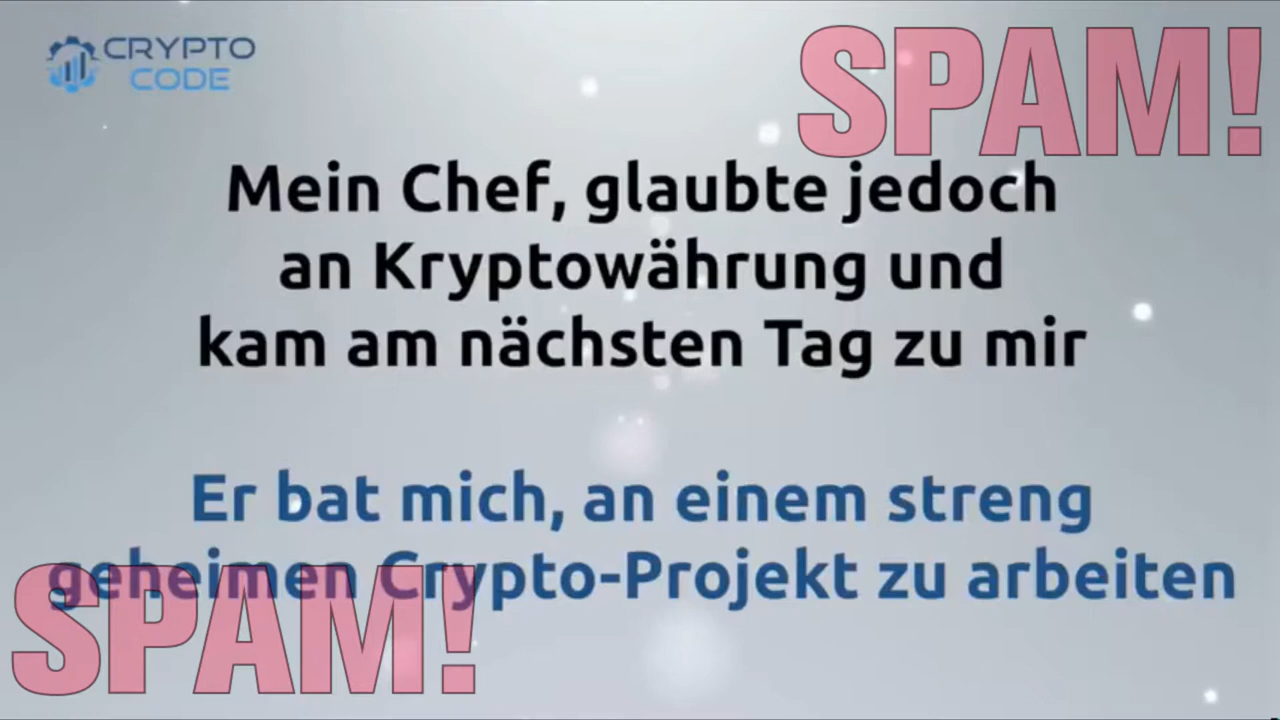 CRYPTO
CODE
SPAM!
Mein Chef, glaubte jedoch
an Kryptowährung und
kam am nächsten Tag zu mir
Er bat mich, an einem streng
geheimen Crypto-Projekt zu arbeiten
SPAM!